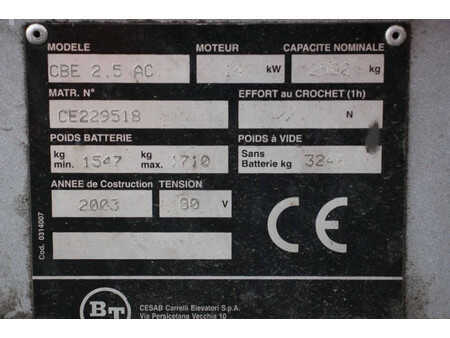 MODELE MOTEUR CAPACITE NOMINALE
CBE 2.5 AC kW kg
MATR. N° EFFORT au CROCHET (1h)
CE229518 N
POIDS BATTERIE POIDS à VIDE
kg min. 1547 kg max. 1710 Sans Batterie kg
ANNEE de Costruction TENSION
2003 80 V
CE
Cod. 0314007
BT
CESAB Carrelli Elevatori S.p.A.
Via Persicetana Vecchia 10